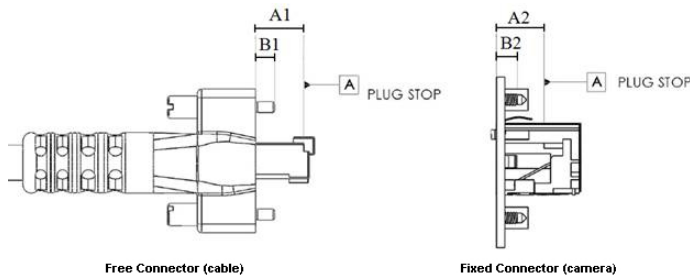 A1
B1
A PLUG STOP
A2
B2
A PLUG STOP
Free Connector (cable)
Fixed Connector (camera)